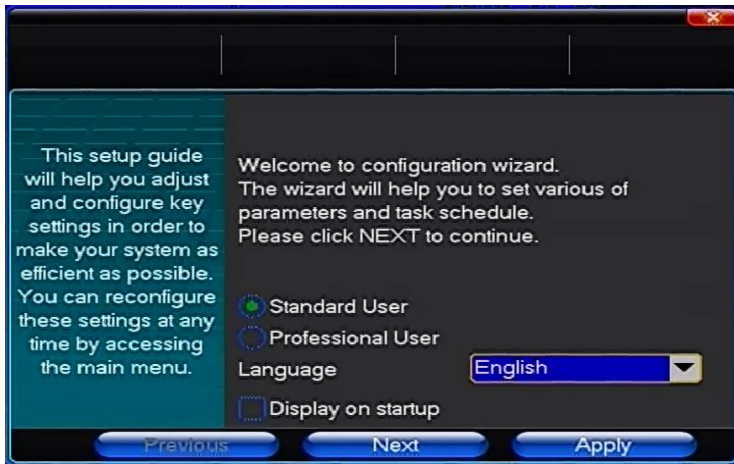 This setup guide
will help you adjust
and configure key
settings in order to
make your system as
efficient as possible.
You can reconfigure
these settings at any
time by accessing
the main menu.
Welcome to configuration wizard.
The wizard will help you to set various of
parameters and task schedule.
Please click NEXT to continue.
Standard User
Professional User
Language English
Display on startup
Previous Next Apply